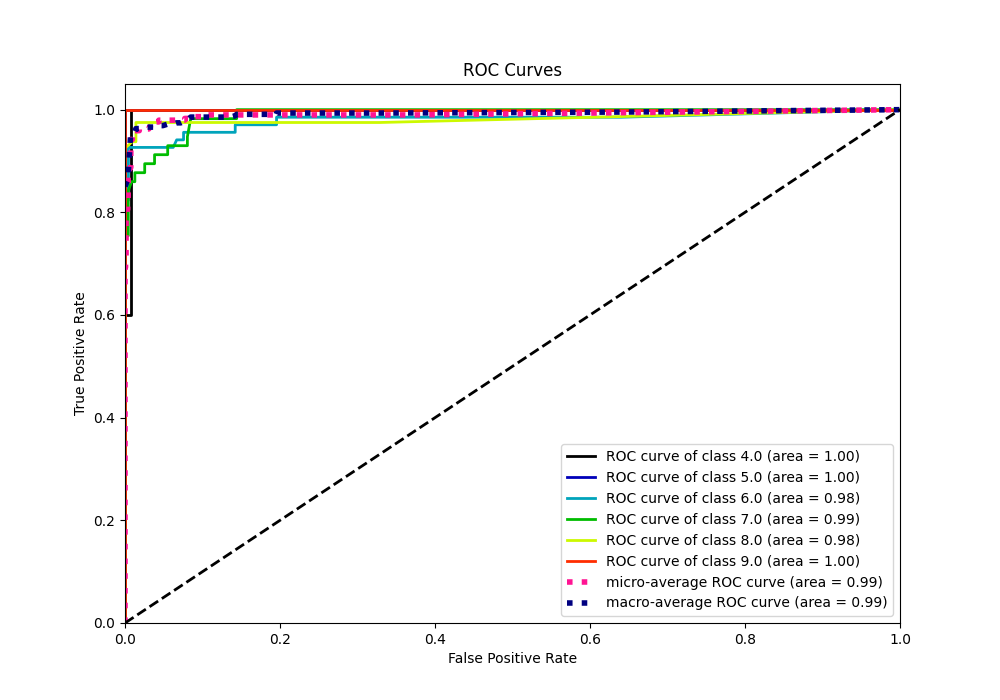 ROC Curves
1.0
0.8
0.6
0.4
0.2
0.0
True Positive Rate
ROC curve of class 4.0 (area = 1.00)
ROC curve of class 5.0 (area = 1.00)
ROC curve of class 6.0 (area = 0.98)
ROC curve of class 7.0 (area = 0.99)
ROC curve of class 8.0 (area = 0.98)
ROC curve of class 9.0 (area = 1.00)
micro-average ROC curve (area = 0.99)
macro-average ROC curve (area = 0.99)
0.0 0.2 0.4 0.6 0.8 1.0
False Positive Rate